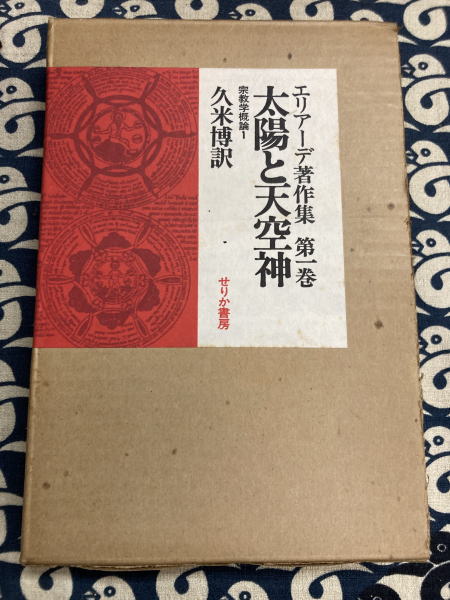 エリアーデ著作集 第一巻
太陽と天空神
宗教学概論1
久米博訳
せりか書房